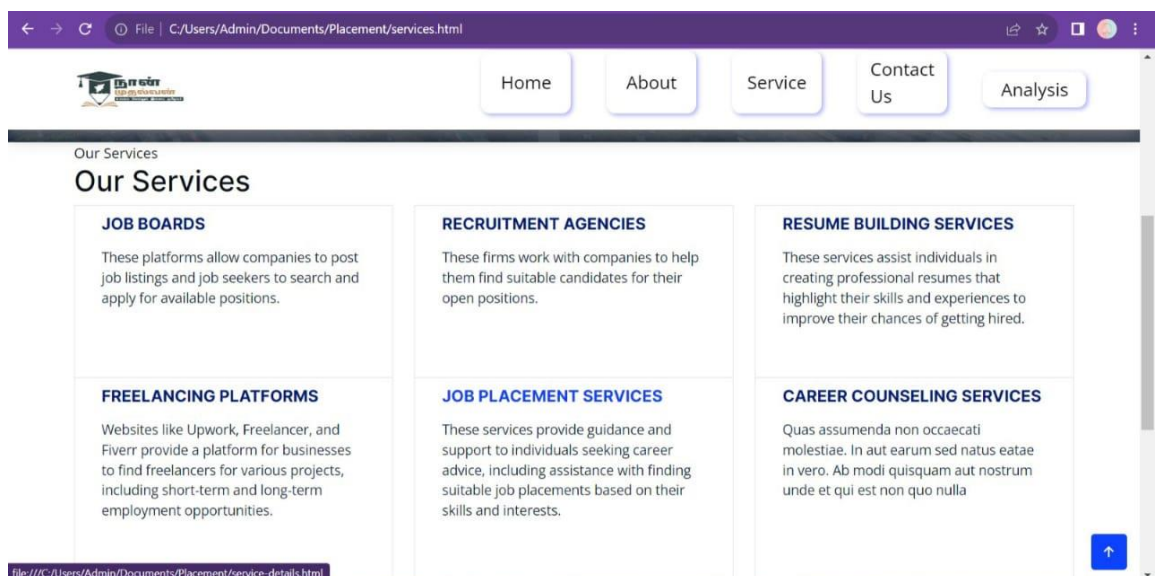 File | C:/Users/Admin/Documents/Placement/services.html
நான்
முதல்வன்
Home
About
Service
Contact
Us
Analysis
Our Services
Our Services
JOB BOARDS
These platforms allow companies to post
job listings and job seekers to search and
apply for available positions.
RECRUITMENT AGENCIES
These firms work with companies to help
them find suitable candidates for their
open positions.
RESUME BUILDING SERVICES
These services assist individuals in
creating professional resumes that
highlight their skills and experiences to
improve their chances of getting hired.
FREELANCING PLATFORMS
Websites like Upwork, Freelancer, and
Fiverr provide a platform for businesses
to find freelancers for various projects,
including short-term and long-term
employment opportunities.
JOB PLACEMENT SERVICES
These services provide guidance and
support to individuals seeking career
advice, including assistance with finding
suitable job placements based on their
skills and interests.
CAREER COUNSELING SERVICES
Quas assumenda non occaecati
molestiae. In aut earum sed natus eatae
in vero. Ab modi quisquam aut nostrum
unde et qui est non quo nulla
file:///C:/Users/Admin/Documents/Placement/service-details.html